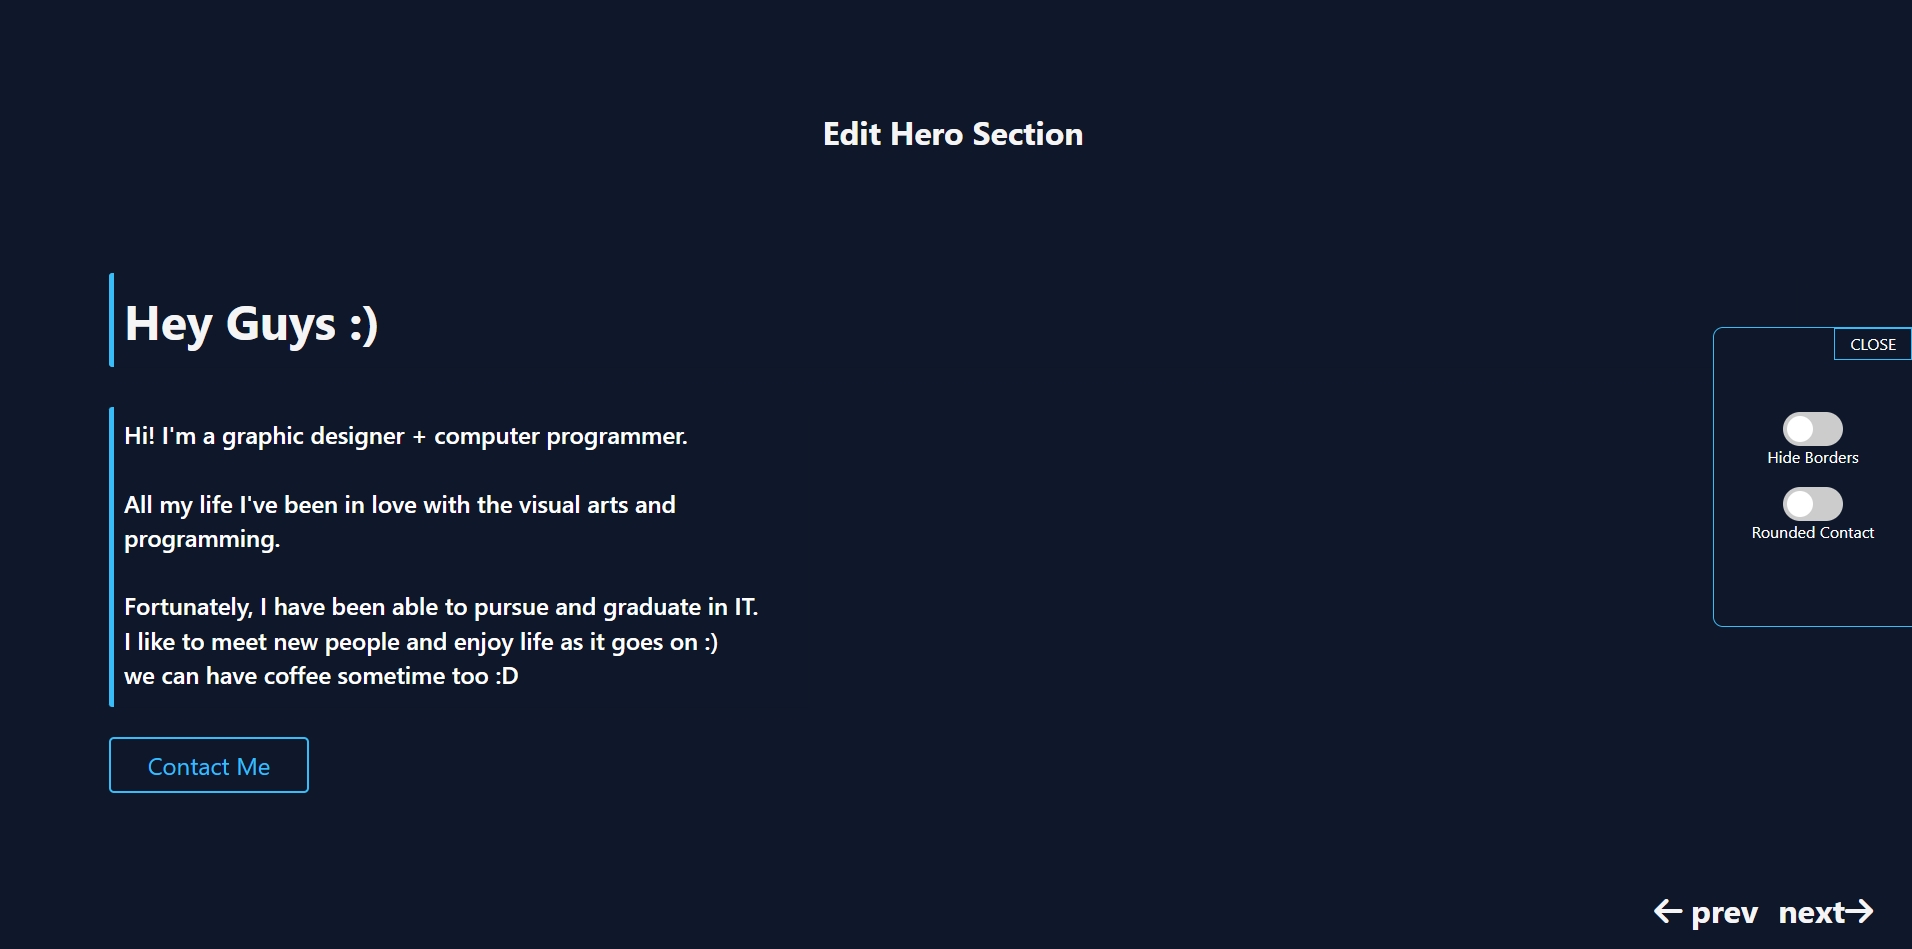 Edit Hero Section
Hey Guys :)
Hi! I'm a graphic designer + computer programmer.
All my life I've been in love with the visual arts and
programming.
Fortunately, I have been able to pursue and graduate in IT.
I like to meet new people and enjoy life as it goes on :)
we can have coffee sometime too :D
Contact Me
CLOSE
Hide Borders
Rounded Contact
prev next